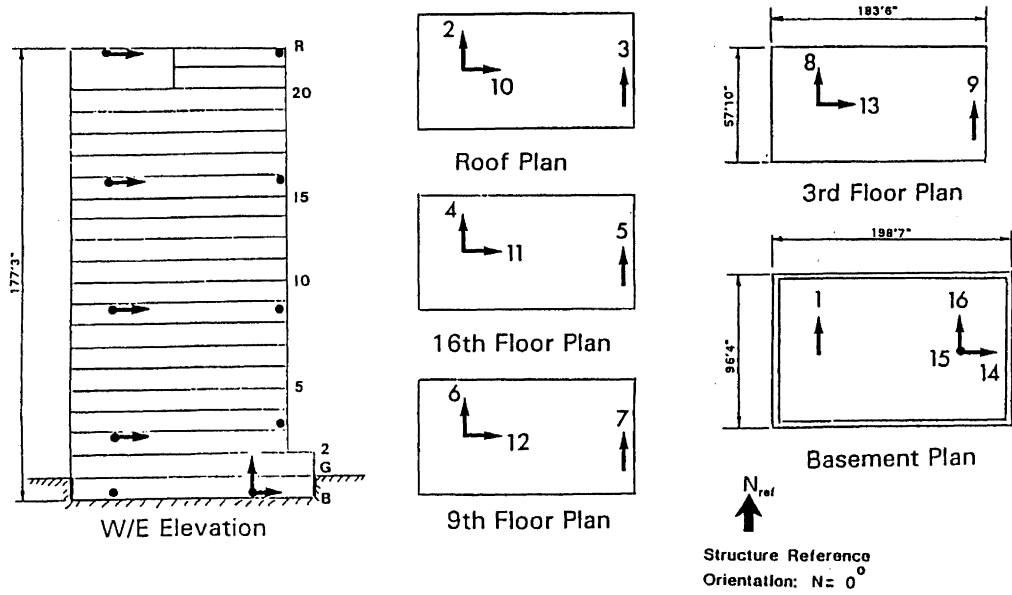 R
20
15
10
5
2
G
B
177'3"
W/E Elevation
2
3
10
Roof Plan
4
5
11
16th Floor Plan
6
7
12
9th Floor Plan
183'6"
57'10"
8
9
13
3rd Floor Plan
198'7"
96'4"
1
16
15
14
Basement Plan
Nref
Structure Reference
Orientation: N= 0°